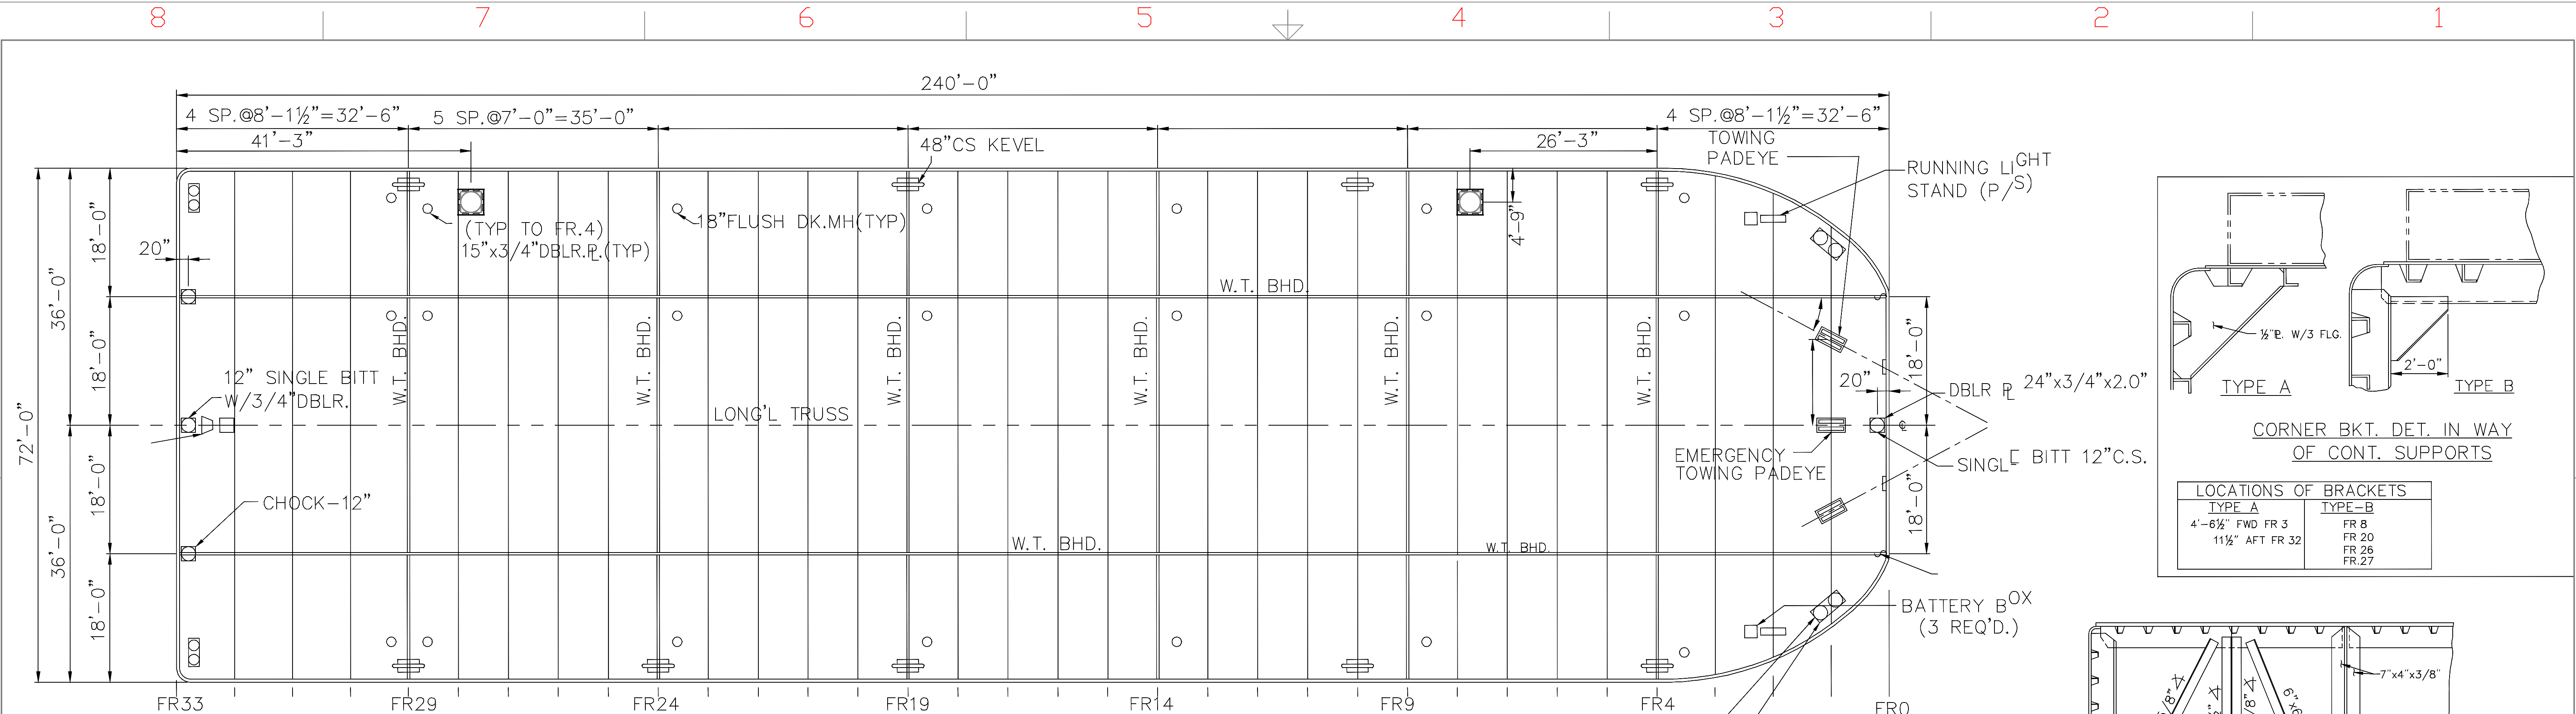 8 7 6 5 4 3 2 1
240'-0"
4 SP.@8'-1½"=32'-6" 5 SP.@7'-0"=35'-0" 4 SP.@8'-1½"=32'-6"
41'-3" 48"CS KEVEL 26'-3" TOWING
PADEYE
RUNNING LIGHT
STAND (P/S)
18'-0"
20"
36'-0"
(TYP TO FR.4)
15"x3/4"DBLR.PL.(TYP)
18"FLUSH DK.MH(TYP)
4'-9"
W.T. BHD.
18'-0"
W.T. BHD.
W.T. BHD.
W.T. BHD.
W.T. BHD.
W.T. BHD.
W.T. BHD.
12" SINGLE BITT
W/3/4"DBLR.
LONG'L TRUSS
72'-0"
18'-0"
20"
DBLR PL 24"x3/4"x2.0"
CL
EMERGENCY
TOWING PADEYE
SINGLE BITT 12"C.S.
18'-0"
36'-0"
CHOCK-12"
18'-0"
W.T. BHD.
W.T. BHD.
18'-0"
BATTERY BOX
(3 REQ'D.)
FR33 FR29 FR24 FR19 FR14 FR9 FR4 FR0
½"PL. W/3 FLG.
2'-0"
TYPE A TYPE B
CORNER BKT. DET. IN WAY
OF CONT. SUPPORTS
LOCATIONS OF BRACKETS
TYPE A TYPE-B
4'-6½" FWD FR 3 FR 8
11½" AFT FR 32 FR 20
FR 26
FR.27
7"x4"x3/8"